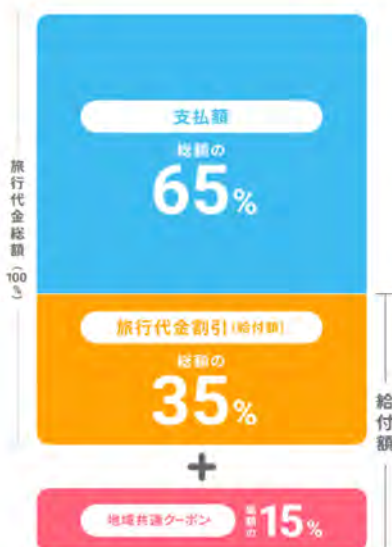 旅行代金総額(100%)
支払額
総額の
65%
旅行代金割引(給付額)
総額の
35%
給付額
+
地域共通クーポン
総額の
15%